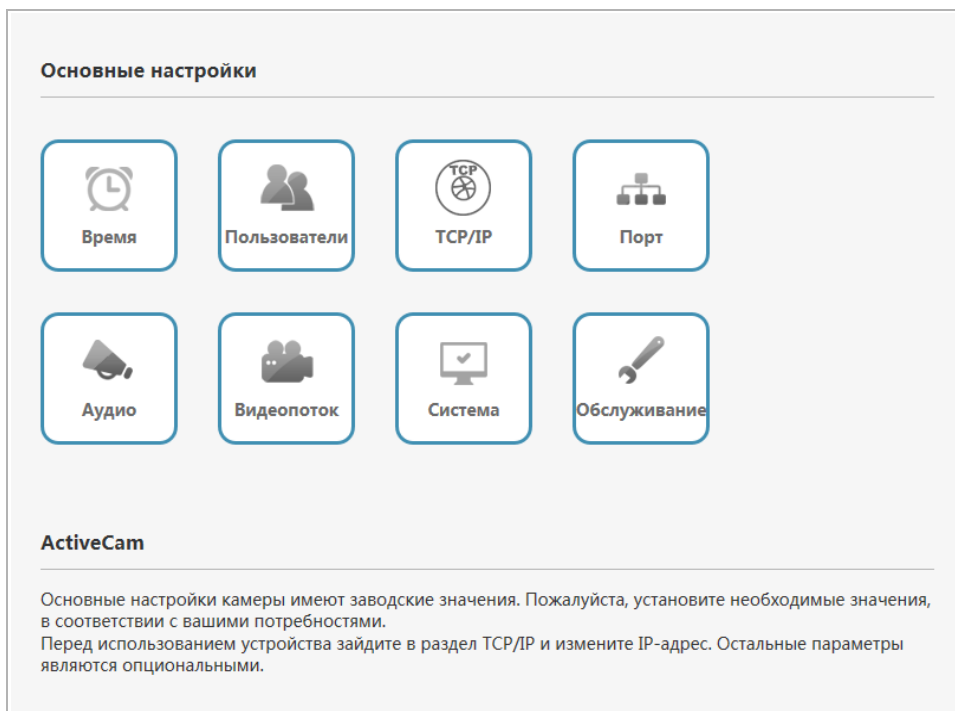 Основные настройки
TCP
Время Пользователи TCP/IP Порт
Аудио Видеопоток Система Обслуживание
ActiveCam
Основные настройки камеры имеют заводские значения. Пожалуйста, установите необходимые значения,
в соответствии с вашими потребностями.
Перед использованием устройства зайдите в раздел TCP/IP и измените IP-адрес. Остальные параметры
являются опциональными.